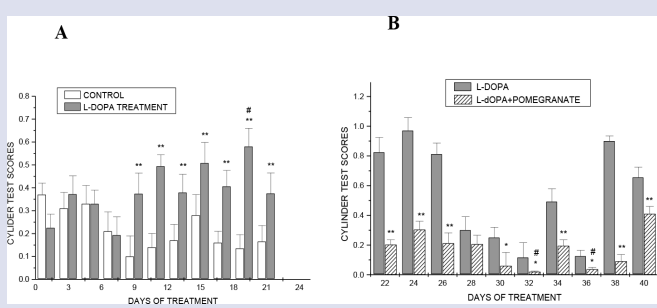 A
CONTROL
L-DOPA TREATMENT
CYLIDER TEST SCORES
0.8
0.7
0.6
0.5
0.4
0.3
0.2
0.1
0.0
#
**
**
**
**
**
**
**
0 3 6 9 12 15 18 21 24
DAYS OF TREATMENT
B
L-DOPA
L-dOPA+POMEGRANATE
CYLINDER TEST SCORES
1.2
1.0
0.8
0.6
0.4
0.2
0.0
**
**
**
*
#
*
**
#
*
**
**
22 24 26 28 30 32 34 36 38 40
DAYS OF TREATMENT